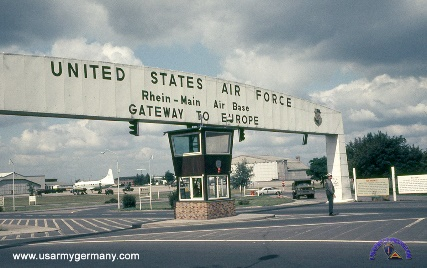 UNITED STATES AIR FORCE
Rhein-Main Air Base
GATEWAY TO EUROPE
www.usarmygermany.com